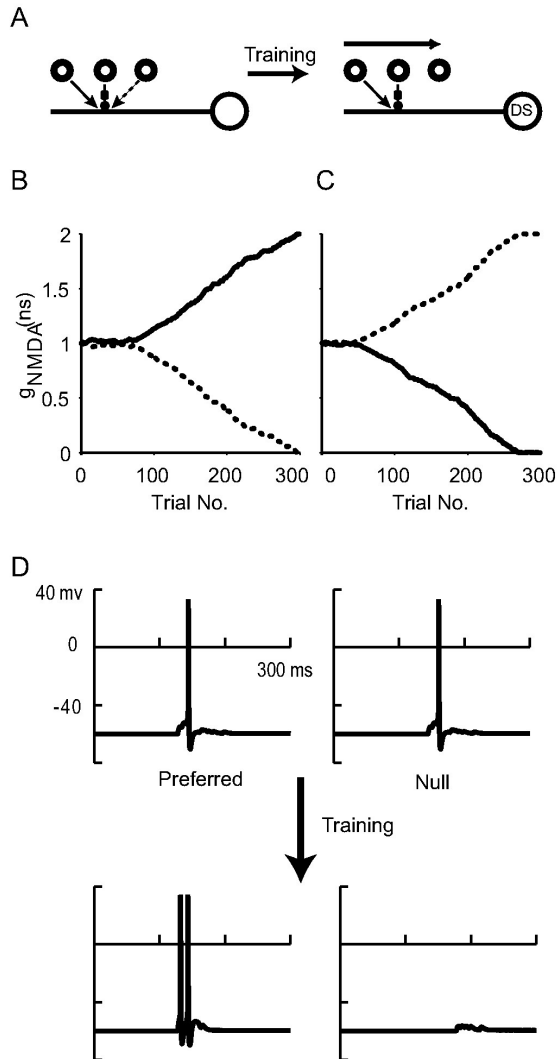 A
Training
DS
B
C
g NMDA (ns)
2
1.5
1
0.5
0
0 100 200 300
0 100 200 300
Trial No.
Trial No.
D
40 mv
0
-40
300 ms
Preferred
Null
Training